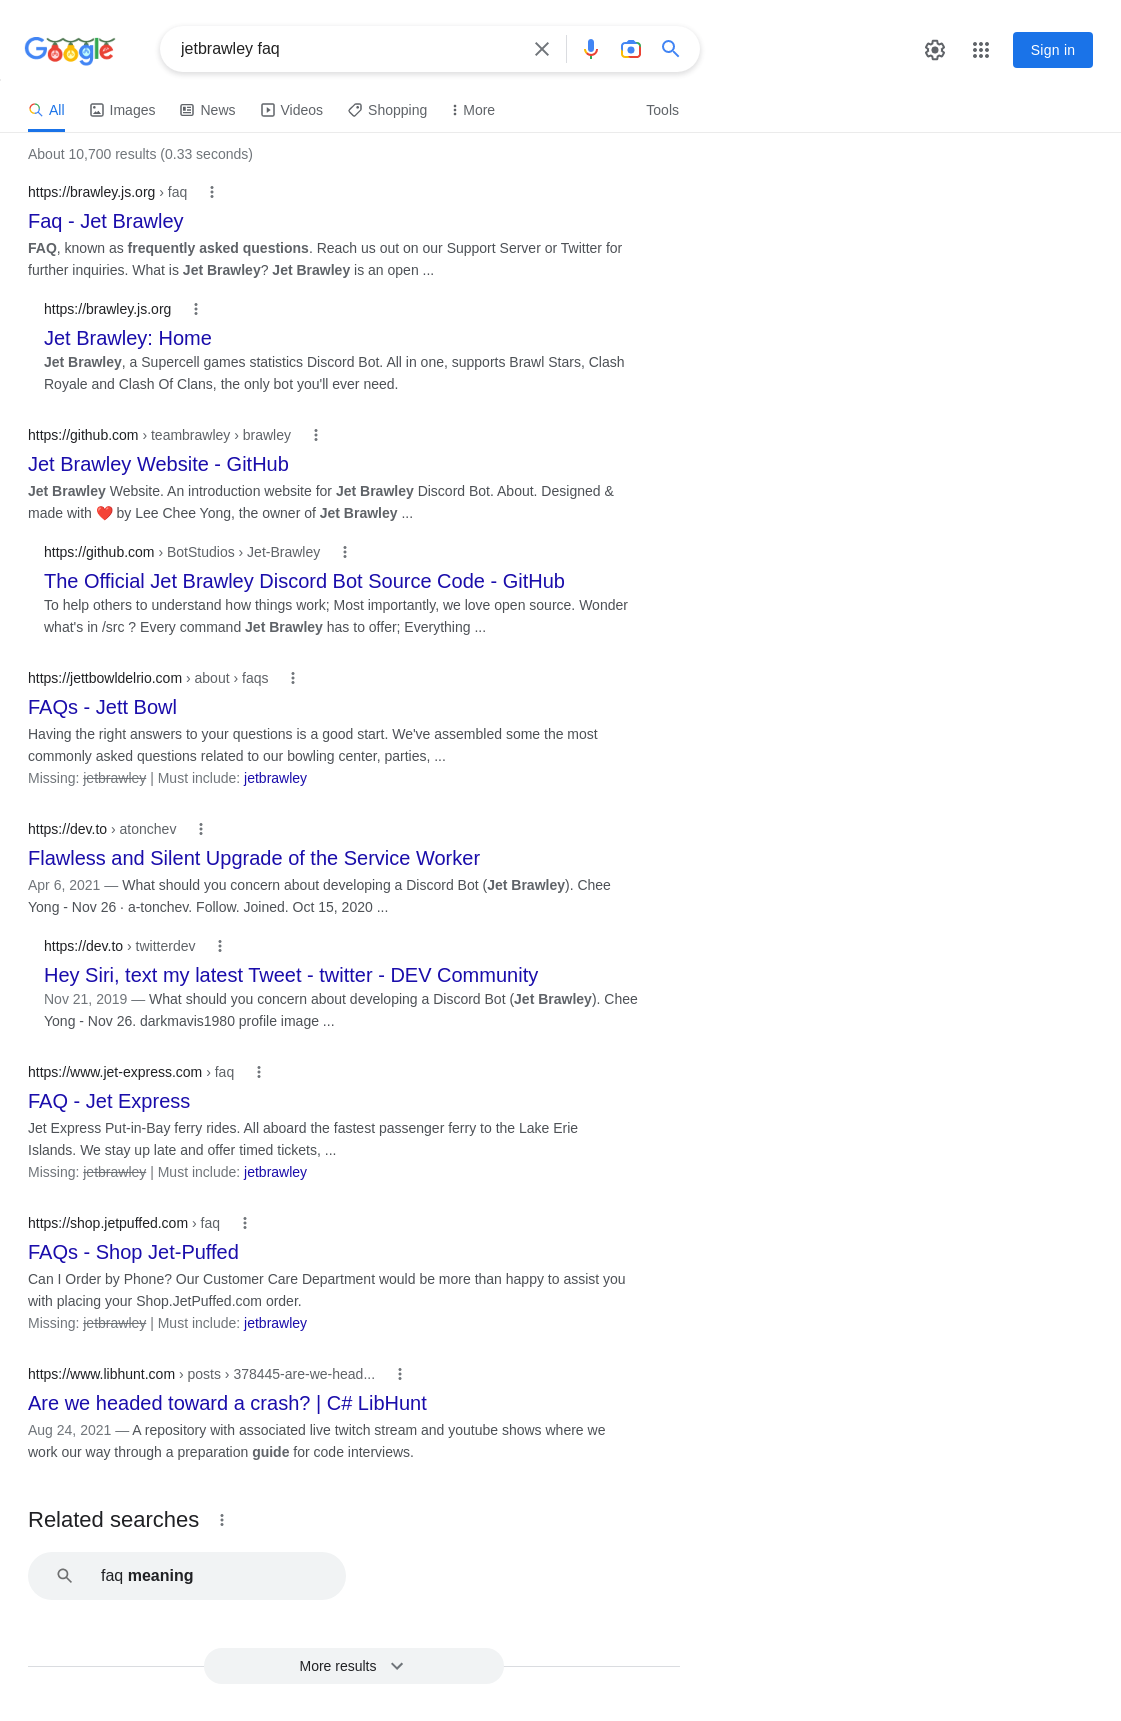 Google
jetbrawley faq
Sign in
All Images News Videos Shopping More Tools
About 10,700 results (0.33 seconds)
https://brawley.js.org › faq
Faq - Jet Brawley
FAQ, known as frequently asked questions. Reach us out on our Support Server or Twitter for
further inquiries. What is Jet Brawley? Jet Brawley is an open ...
https://brawley.js.org
Jet Brawley: Home
Jet Brawley, a Supercell games statistics Discord Bot. All in one, supports Brawl Stars, Clash
Royale and Clash Of Clans, the only bot you'll ever need.
https://github.com › teambrawley › brawley
Jet Brawley Website - GitHub
Jet Brawley Website. An introduction website for Jet Brawley Discord Bot. About. Designed &
made with ❤️ by Lee Chee Yong, the owner of Jet Brawley ...
https://github.com › BotStudios › Jet-Brawley
The Official Jet Brawley Discord Bot Source Code - GitHub
To help others to understand how things work; Most importantly, we love open source. Wonder
what's in /src ? Every command Jet Brawley has to offer; Everything ...
https://jettbowldelrio.com › about › faqs
FAQs - Jett Bowl
Having the right answers to your questions is a good start. We've assembled some of the most
commonly asked questions related to our bowling center, parties, ...
Missing: jetbrawley | Must include: jetbrawley
https://dev.to › atonchev
Flawless and Silent Upgrade of the Service Worker
Apr 6, 2021 — What should you concern about developing a Discord Bot (Jet Brawley). Chee
Yong - Nov 26 · a-tonchev. Follow. Joined. Oct 15, 2020 ...
https://dev.to › twitterdev
Hey Siri, text my latest Tweet - twitter - DEV Community
Nov 21, 2019 — What should you concern about developing a Discord Bot (Jet Brawley). Chee
Yong - Nov 26. darkmavis1980 profile image ...
https://www.jet-express.com › faq
FAQ - Jet Express
Jet Express Put-in-Bay ferry rides. All aboard the fastest passenger ferry to the Lake Erie
Islands. We stay up late and offer timed tickets, ...
Missing: jetbrawley | Must include: jetbrawley
https://shop.jetpuffed.com › faq
FAQs - Shop Jet-Puffed
Can I Order by Phone? Our Customer Care Department would be more than happy to assist you
with placing your Shop.JetPuffed.com order.
Missing: jetbrawley | Must include: jetbrawley
https://www.libhunt.com › posts › 378445-are-we-head...
Are we headed toward a crash? | C# LibHunt
Aug 24, 2021 — A repository with associated live twitch stream and youtube shows where we
work our way through a preparation guide for code interviews.
Related searches
faq meaning
More results